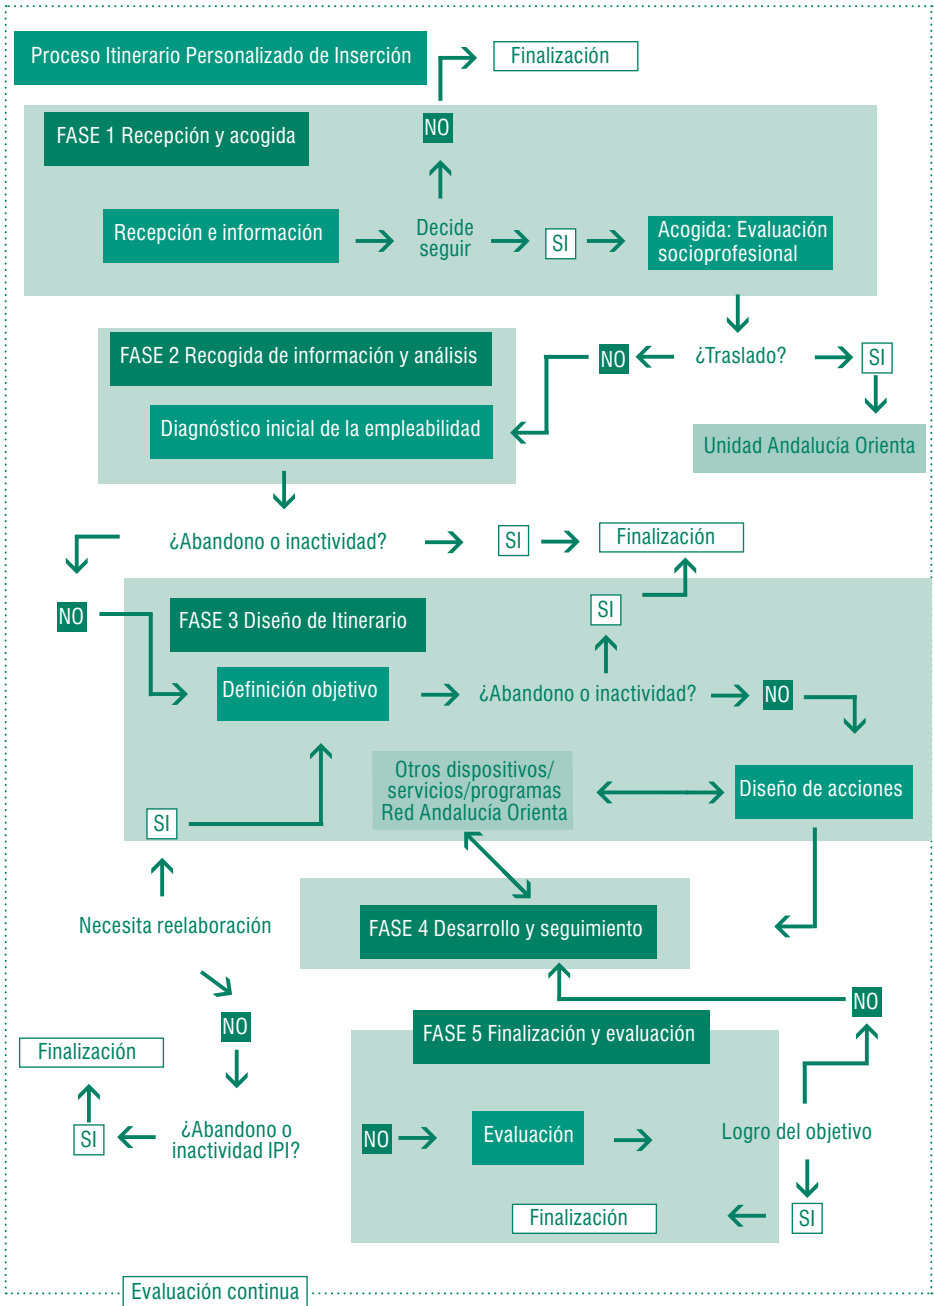 Proceso Itinerario Personalizado de Inserción
Finalización
NO
FASE 1 Recepción y acogida
Recepción e información
Decide
seguir
SI
Acogida: Evaluación
socioprofesional
FASE 2 Recogida de información y análisis
NO
¿Traslado?
SI
Diagnóstico inicial de la empleabilidad
Unidad Andalucía Orienta
¿Abandono o inactividad?
SI
Finalización
NO
FASE 3 Diseño de Itinerario
SI
Definición objetivo
¿Abandono o inactividad?
NO
Otros dispositivos/
servicios/programas
Red Andalucía Orienta
Diseño de acciones
SI
Necesita reelaboración
FASE 4 Desarrollo y seguimiento
NO
NO
FASE 5 Finalización y evaluación
Finalización
SI
¿Abandono o
inactividad IPI?
NO
Evaluación
Logro del objetivo
Finalización
SI
Evaluación continua